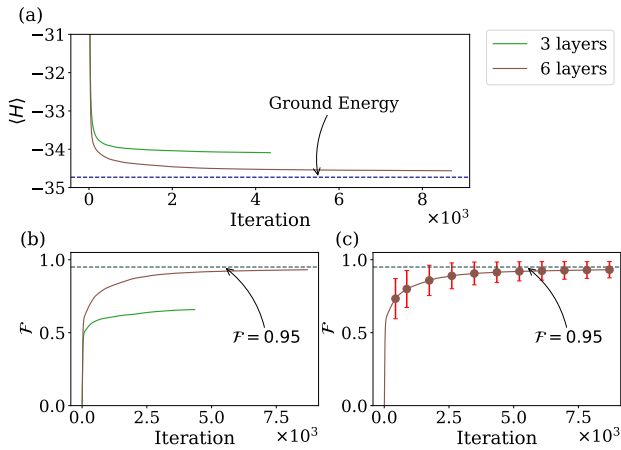 (a)
−31
−32
−33
−34
−35
⟨H⟩
Ground Energy
0
2
4
6
8
Iteration
×10³
3 layers
6 layers
(b)
1.0
0.5
0.0
ℱ
ℱ = 0.95
0.0
2.5
5.0
7.5
Iteration
×10³
(c)
1.0
0.5
0.0
ℱ
ℱ = 0.95
0.0
2.5
5.0
7.5
Iteration
×10³